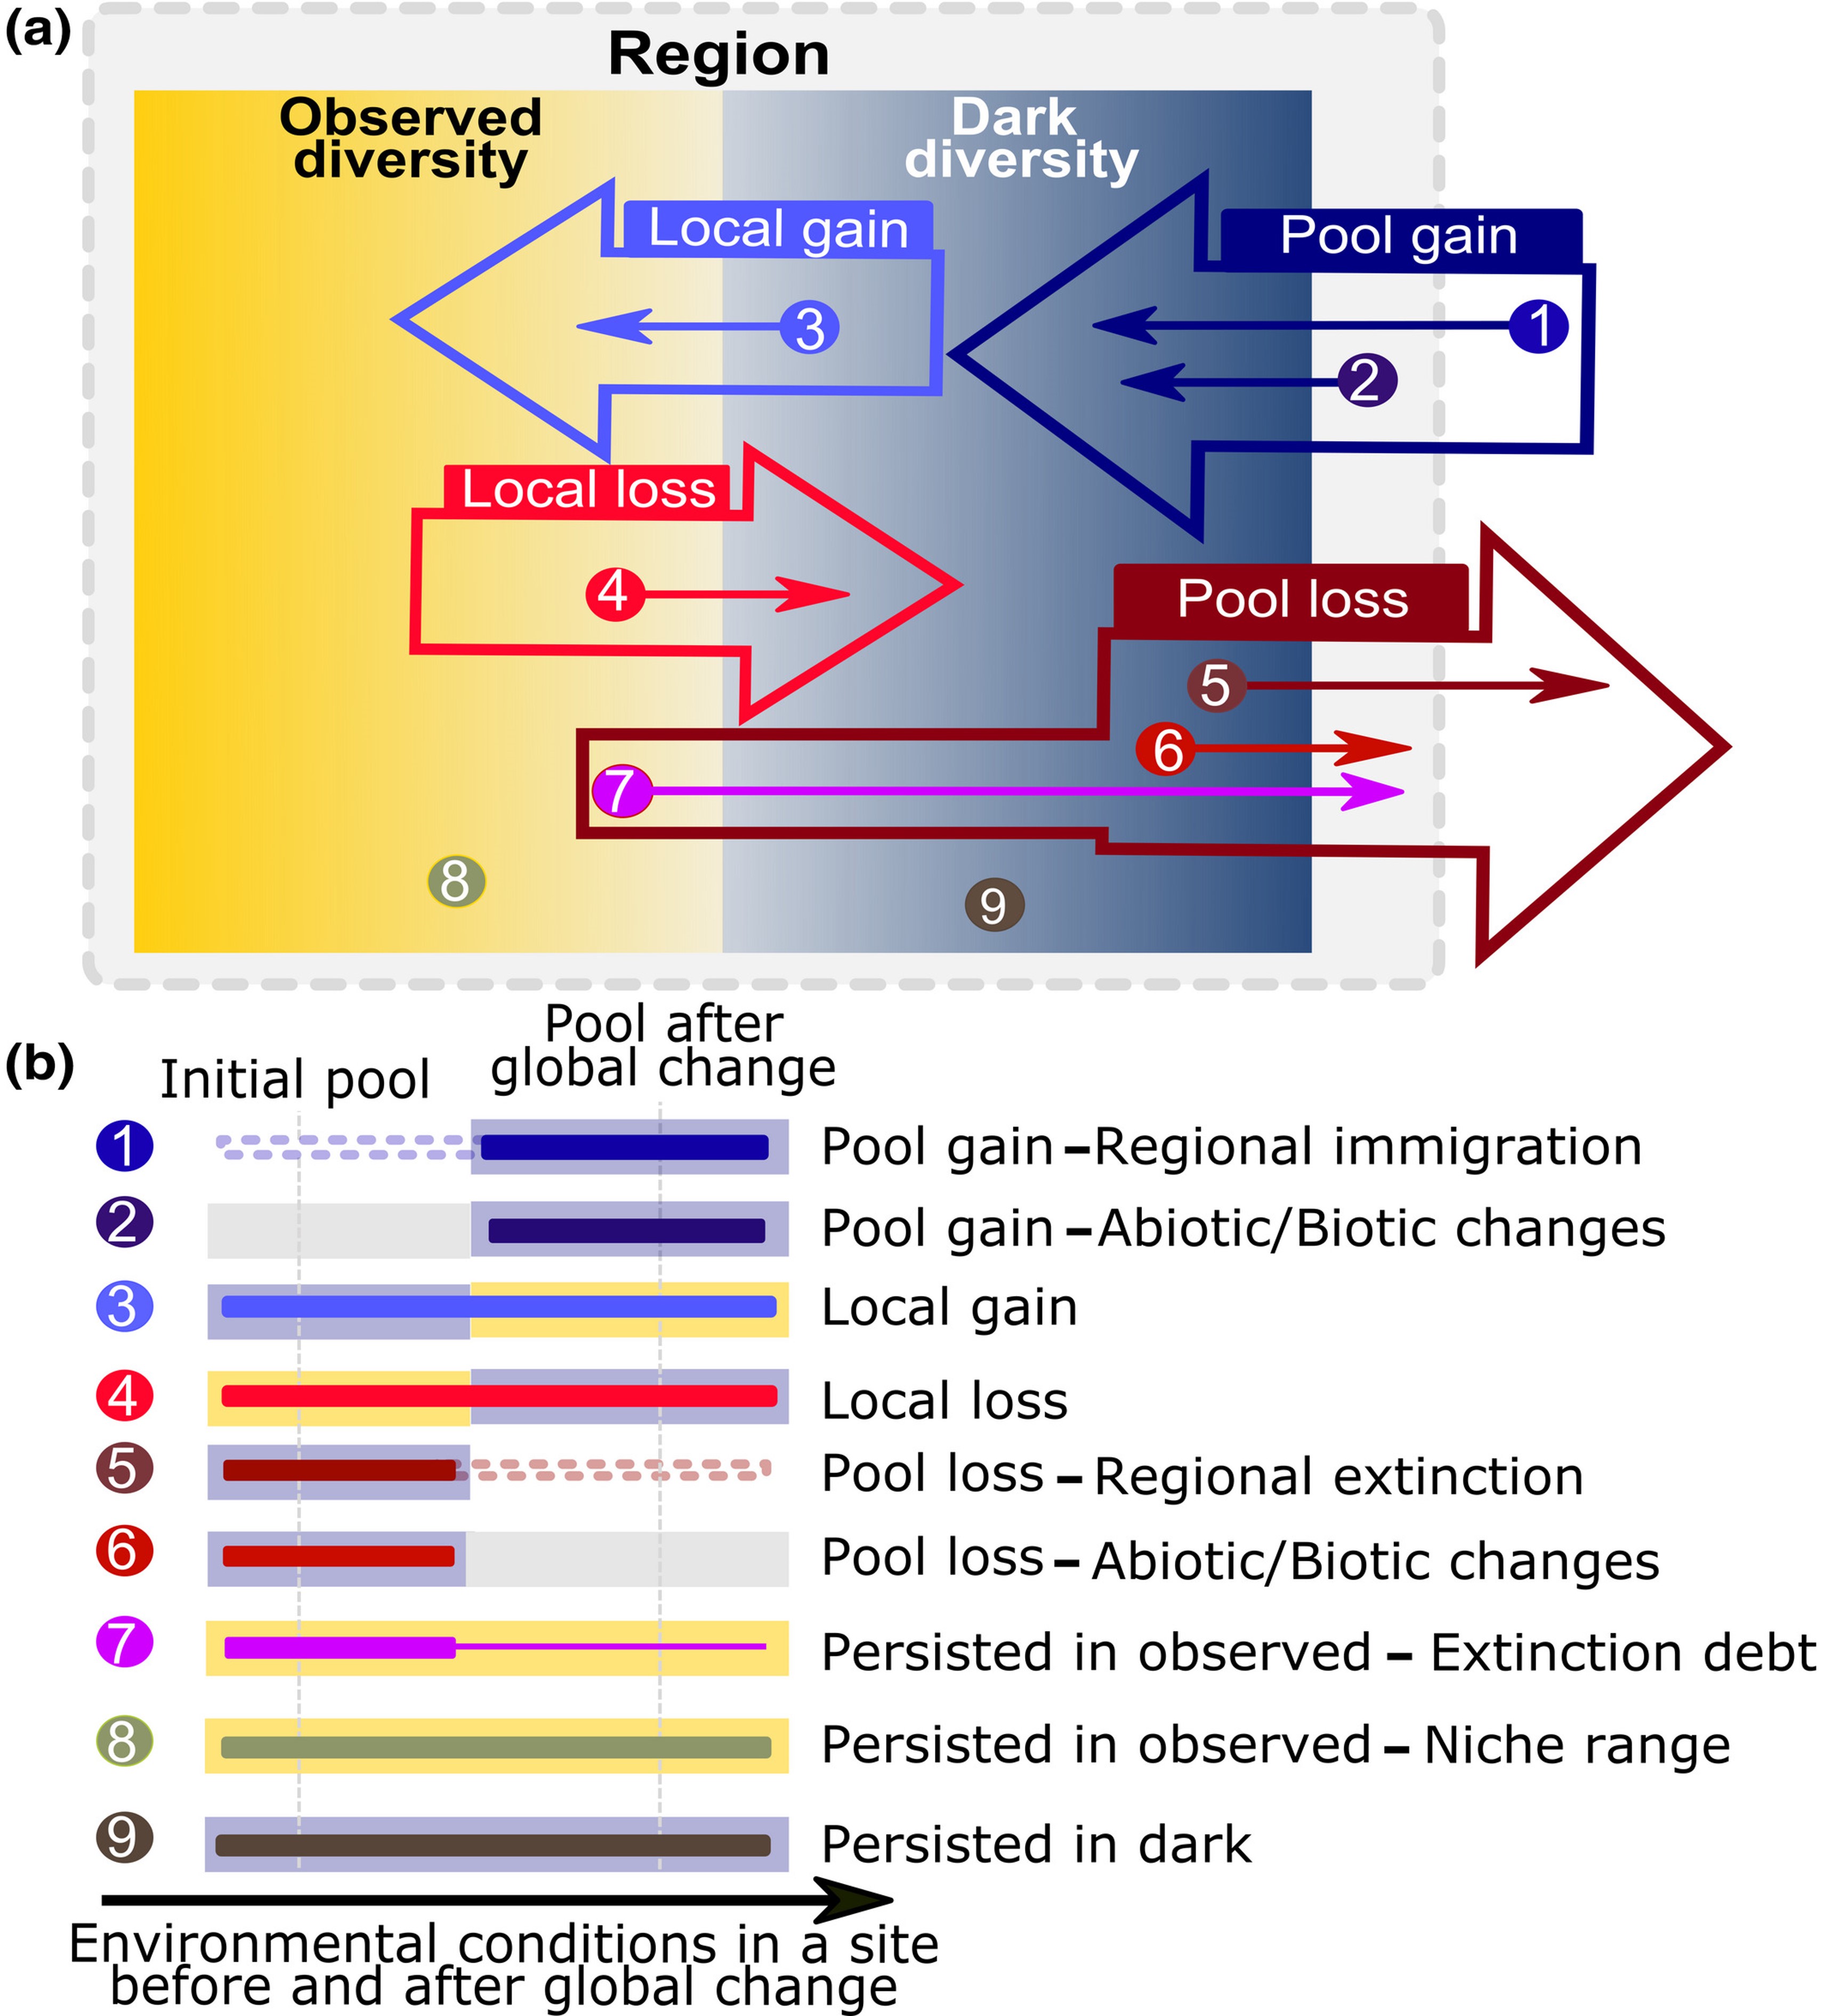 (a)
Region
Observed
diversity
Dark
diversity
Local gain
Pool gain
3
1
2
Local loss
4
Pool loss
5
6
7
8
9
(b)
Initial pool
Pool after
global change
1 Pool gain–Regional immigration
2 Pool gain–Abiotic/Biotic changes
3 Local gain
4 Local loss
5 Pool loss–Regional extinction
6 Pool loss–Abiotic/Biotic changes
7 Persisted in observed–Extinction debt
8 Persisted in observed–Niche range
9 Persisted in dark
Environmental conditions in a site
before and after global change